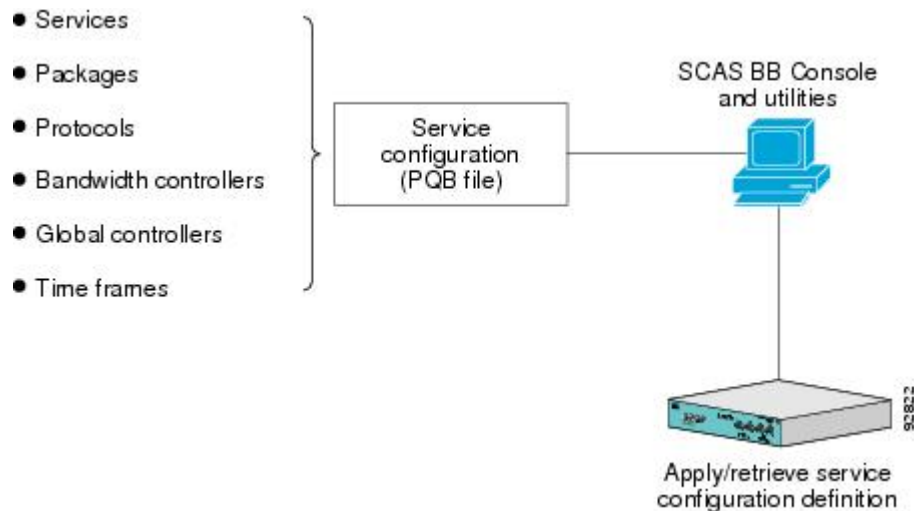 ● Services
● Packages
● Protocols
● Bandwidth controllers
● Global controllers
● Time frames
Service
configuration
(PQB file)
SCAS BB Console
and utilities
92822
Apply/retrieve service
configuration definition